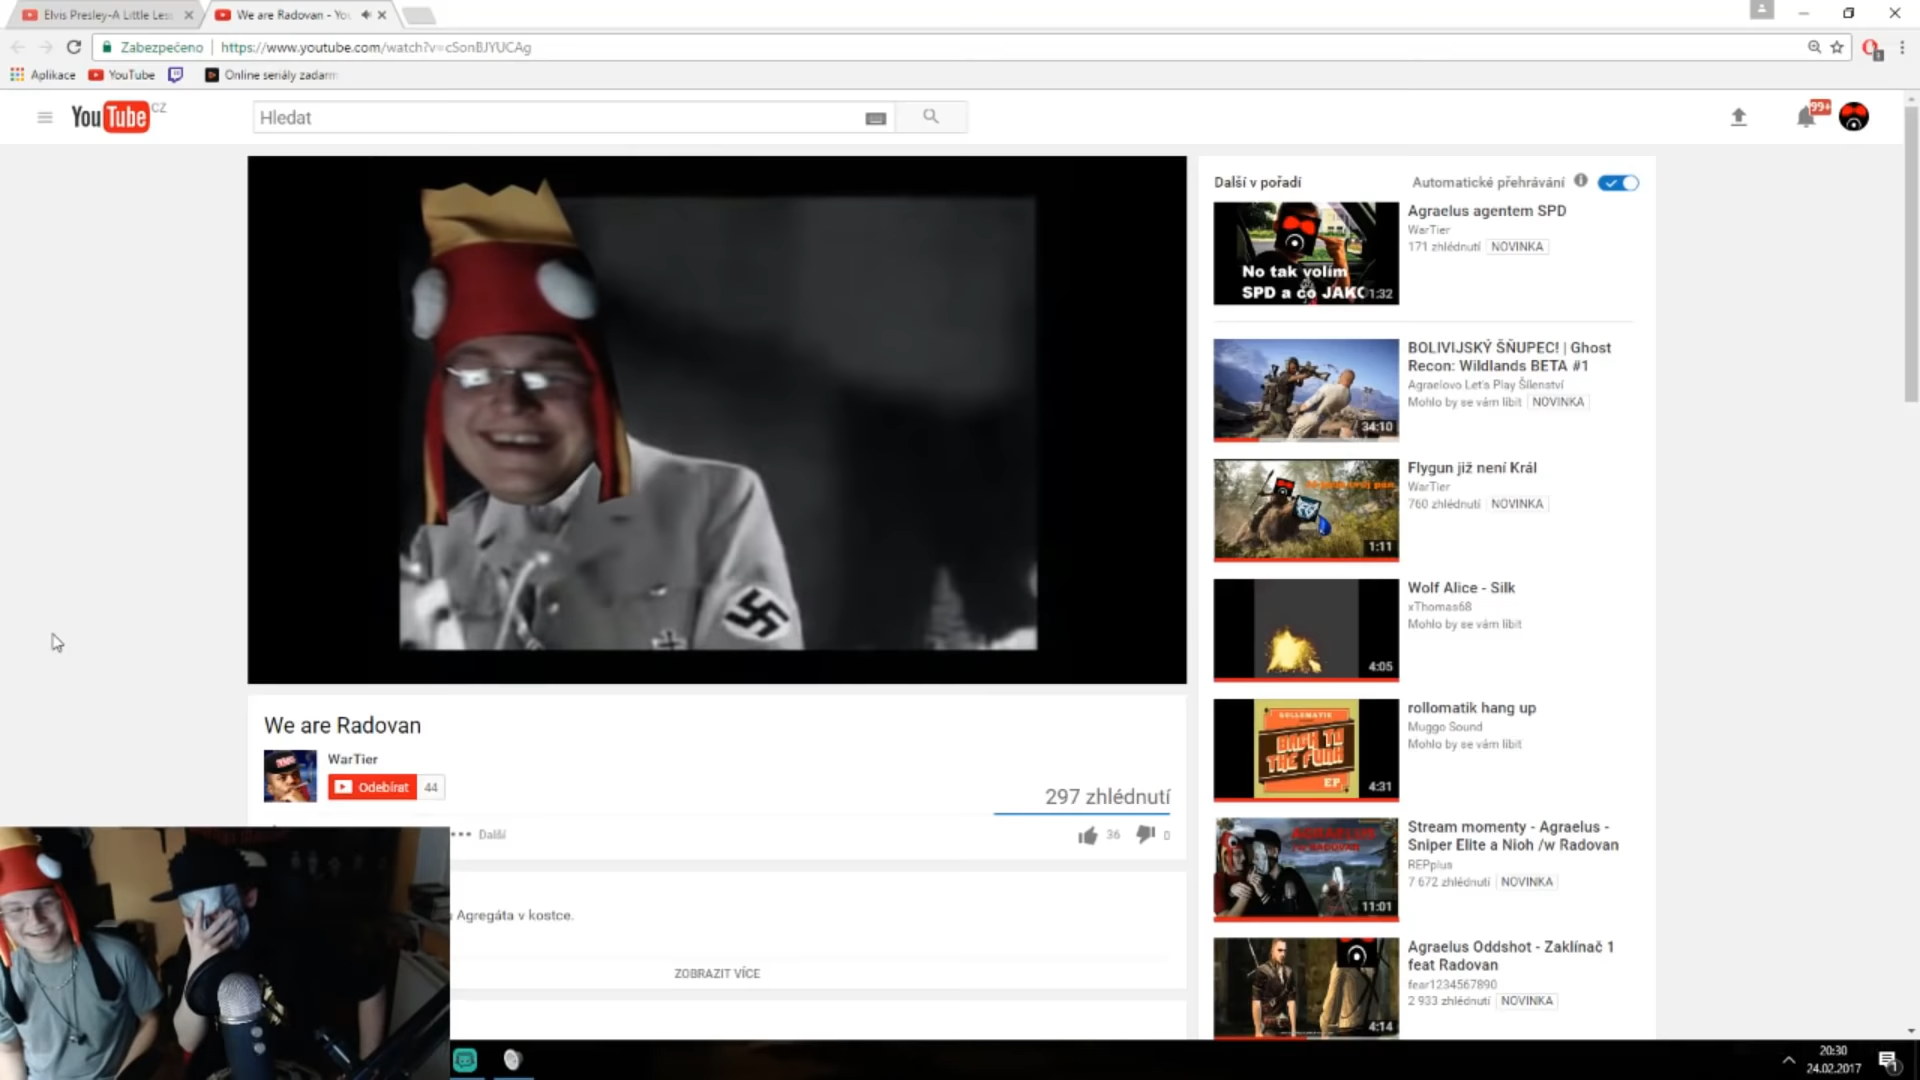 Elvis Presley-A Little Les
We are Radovan - You
Zabezpečeno
https://www.youtube.com/watch?v=cSonBJYUCAg
Aplikace
YouTube
Online seriály zadarm
YouTube CZ
Hledat
99+
Další v pořadí
Automatické přehrávání
No tak volím
SPD a co JAKO
1:32
Agraelus agentem SPD
WarTier
171 zhlédnutí
NOVINKA
34:10
BOLIVIJSKÝ ŠŇUPEC! | Ghost
Recon: Wildlands BETA #1
Agraelovo Let's Play Šílenství
Mohlo by se vám líbit
NOVINKA
1:11
Flygun již není Král
WarTier
760 zhlédnutí
NOVINKA
4:05
Wolf Alice - Silk
xThomas68
Mohlo by se vám líbit
ROLLOMATIK
BACK TO
THE FUNK
EP.
4:31
rollomatik hang up
Muggo Sound
Mohlo by se vám líbit
AGRAELUS
11:01
Stream momenty - Agraelus -
Sniper Elite a Nioh /w Radovan
REPplus
7 672 zhlédnutí
NOVINKA
4:14
Agraelus Oddshot - Zaklínač 1
feat Radovan
fear1234567890
2 933 zhlédnutí
NOVINKA
We are Radovan
WarTier
Odebírat
44
297 zhlédnutí
Další
36
0
Agregáta v kostce.
ZOBRAZIT VÍCE
20:30
24.02.2017
1